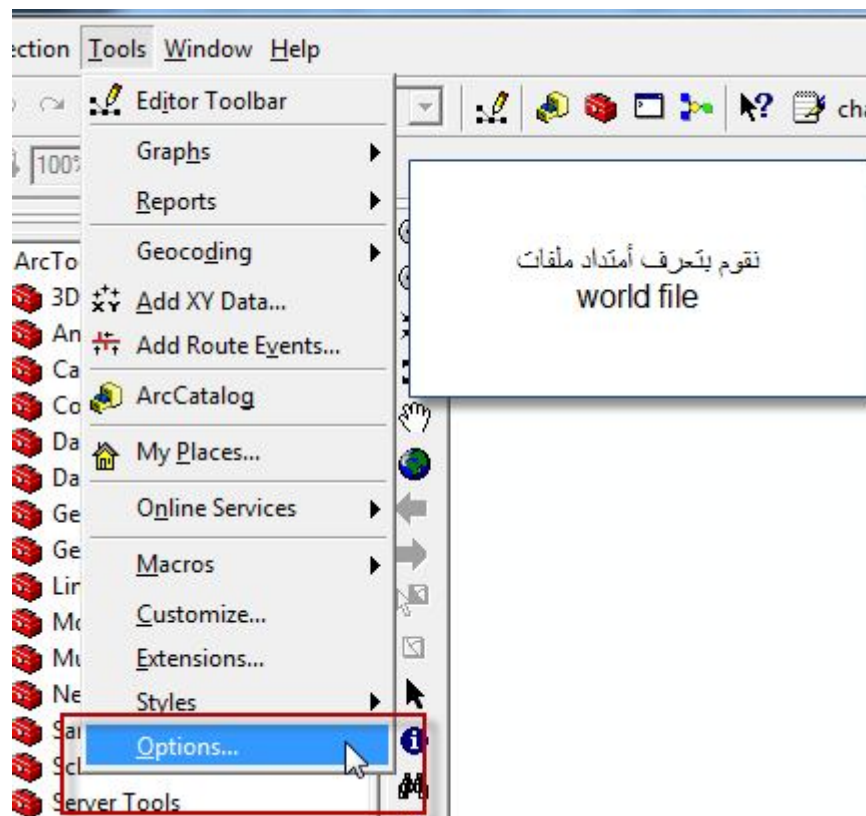 Tools Window Help
Editor Toolbar
Graphs
Reports
Geocoding
Add XY Data...
Add Route Events...
ArcCatalog
My Places...
Online Services
Macros
Customize...
Extensions...
Styles
Options...
100%
ArcTo
3D
An
Ca
Co
Da
Da
Ge
Ge
Lin
Mo
Mu
Ne
Sa
Sc
Server Tools
نقوم بتعرف أمتداد ملفات
world file